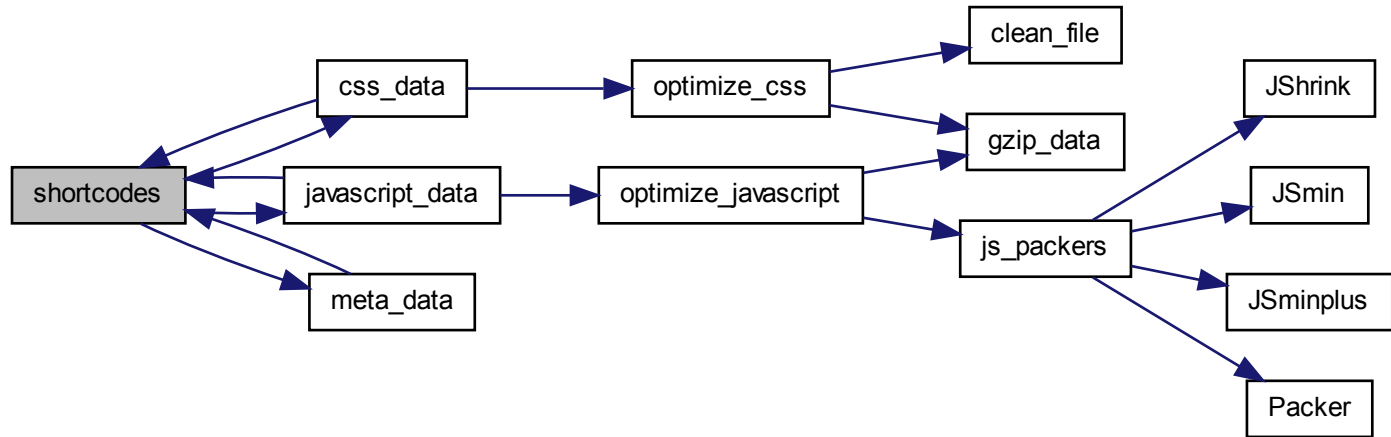 shortcodes
css_data
javascript_data
meta_data
optimize_css
optimize_javascript
clean_file
gzip_data
js_packers
JShrink
JSmin
JSminplus
Packer